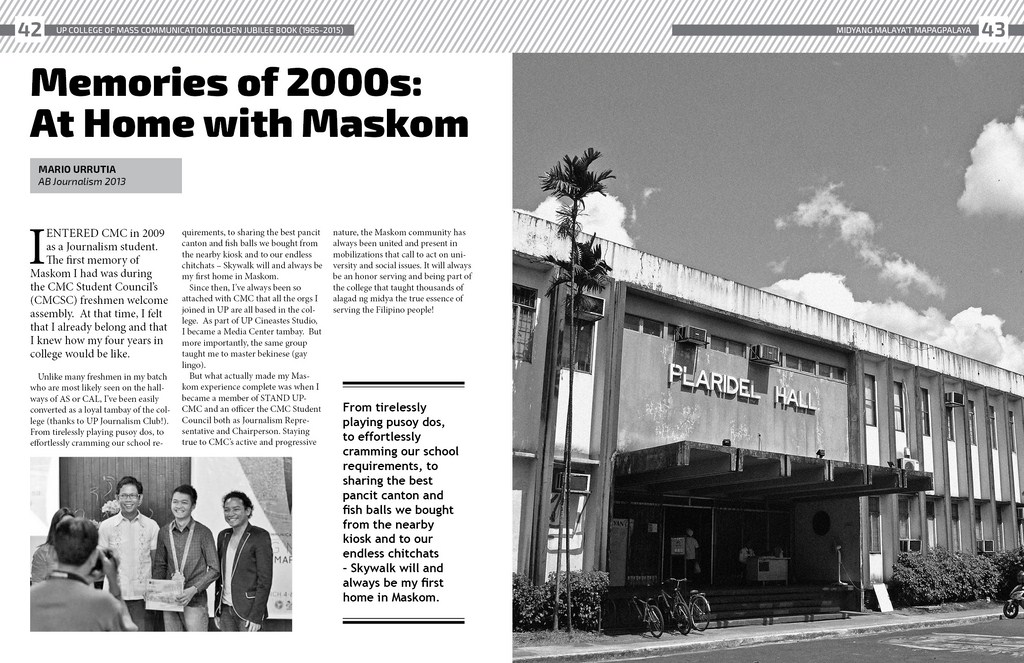 42
UP COLLEGE OF MASS COMMUNICATION GOLDEN JUBILEE BOOK (1965-2015)
MIDYANG MALAYA'T MAPAGPALAYA
43
Memories of 2000s:
At Home with Maskom
MARIO URRUTIA
AB Journalism 2013
I ENTERED CMC in 2009
as a Journalism student.
The first memory of
Maskom I had was during
the CMC Student Council's
(CMCSC) freshmen welcome
assembly. At that time, I felt
that I already belong and that
I knew how my four years in
college would be like.
Unlike many freshmen in my batch
who are most likely seen on the hall-
ways of AS or CAL, I've been easily
converted as a loyal tambay of the col-
lege (thanks to UP Journalism Club!).
From tirelessly playing pusoy dos, to
effortlessly cramming our school re-
quirements, to sharing the best pancit
canton and fish balls we bought from
the nearby kiosk and to our endless
chitchats – Skywalk will and always be
my first home in Maskom.
Since then, I've always been so
attached with CMC that all the orgs I
joined in UP are all based in the col-
lege. As part of UP Cineastes Studio,
I became a Media Center tambay. But
more importantly, the same group
taught me to master bekinese (gay
lingo).
But what actually made my Mas-
kom experience complete was when I
became a member of STAND UP-
CMC and an officer the CMC Student
Council both as Journalism Repre-
sentative and Chairperson. Staying
true to CMC's active and progressive
nature, the Maskom community has
always been united and present in
mobilizations that call to act on uni-
versity and social issues. It will always
be an honor serving and being part of
the college that taught thousands of
alagad ng midya the true essence of
serving the Filipino people!
From tirelessly
playing pusoy dos,
to effortlessly
cramming our school
requirements, to
sharing the best
pancit canton and
fish balls we bought
from the nearby
kiosk and to our
endless chitchats
– Skywalk will and
always be my first
home in Maskom.
PLARIDEL HALL